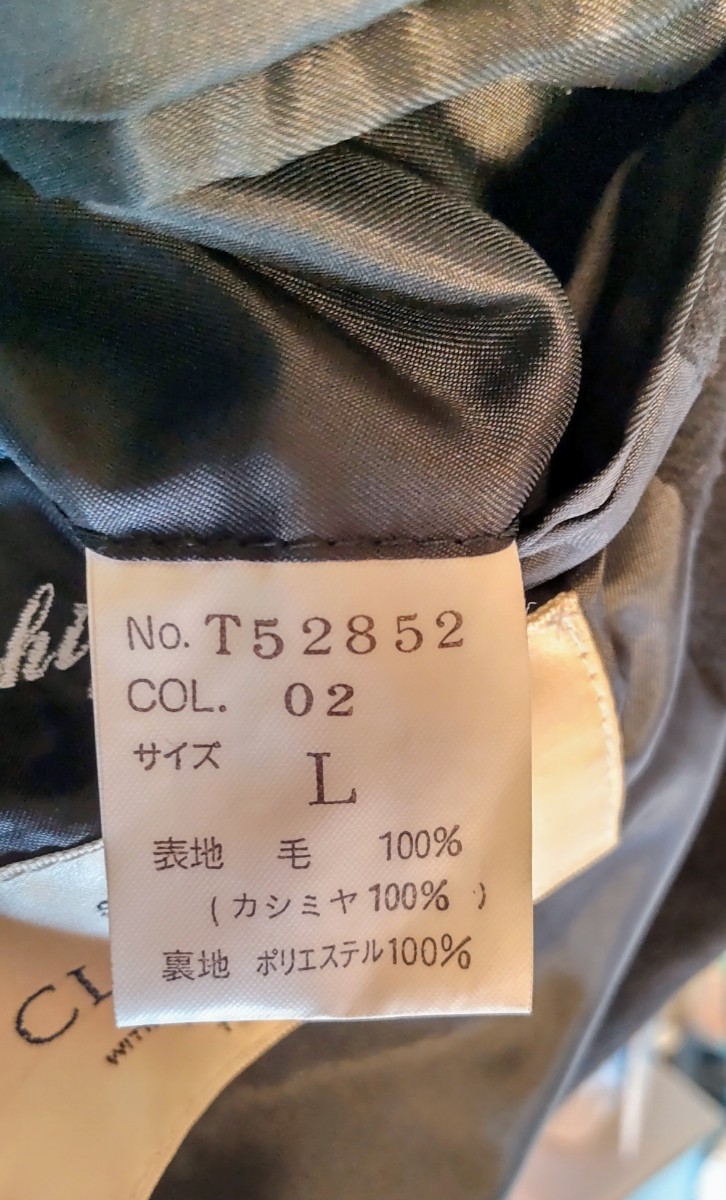 No. T52852
COL. 02
サイズ L
表地 毛 100%
(カシミヤ100%)
裏地 ポリエステル100%